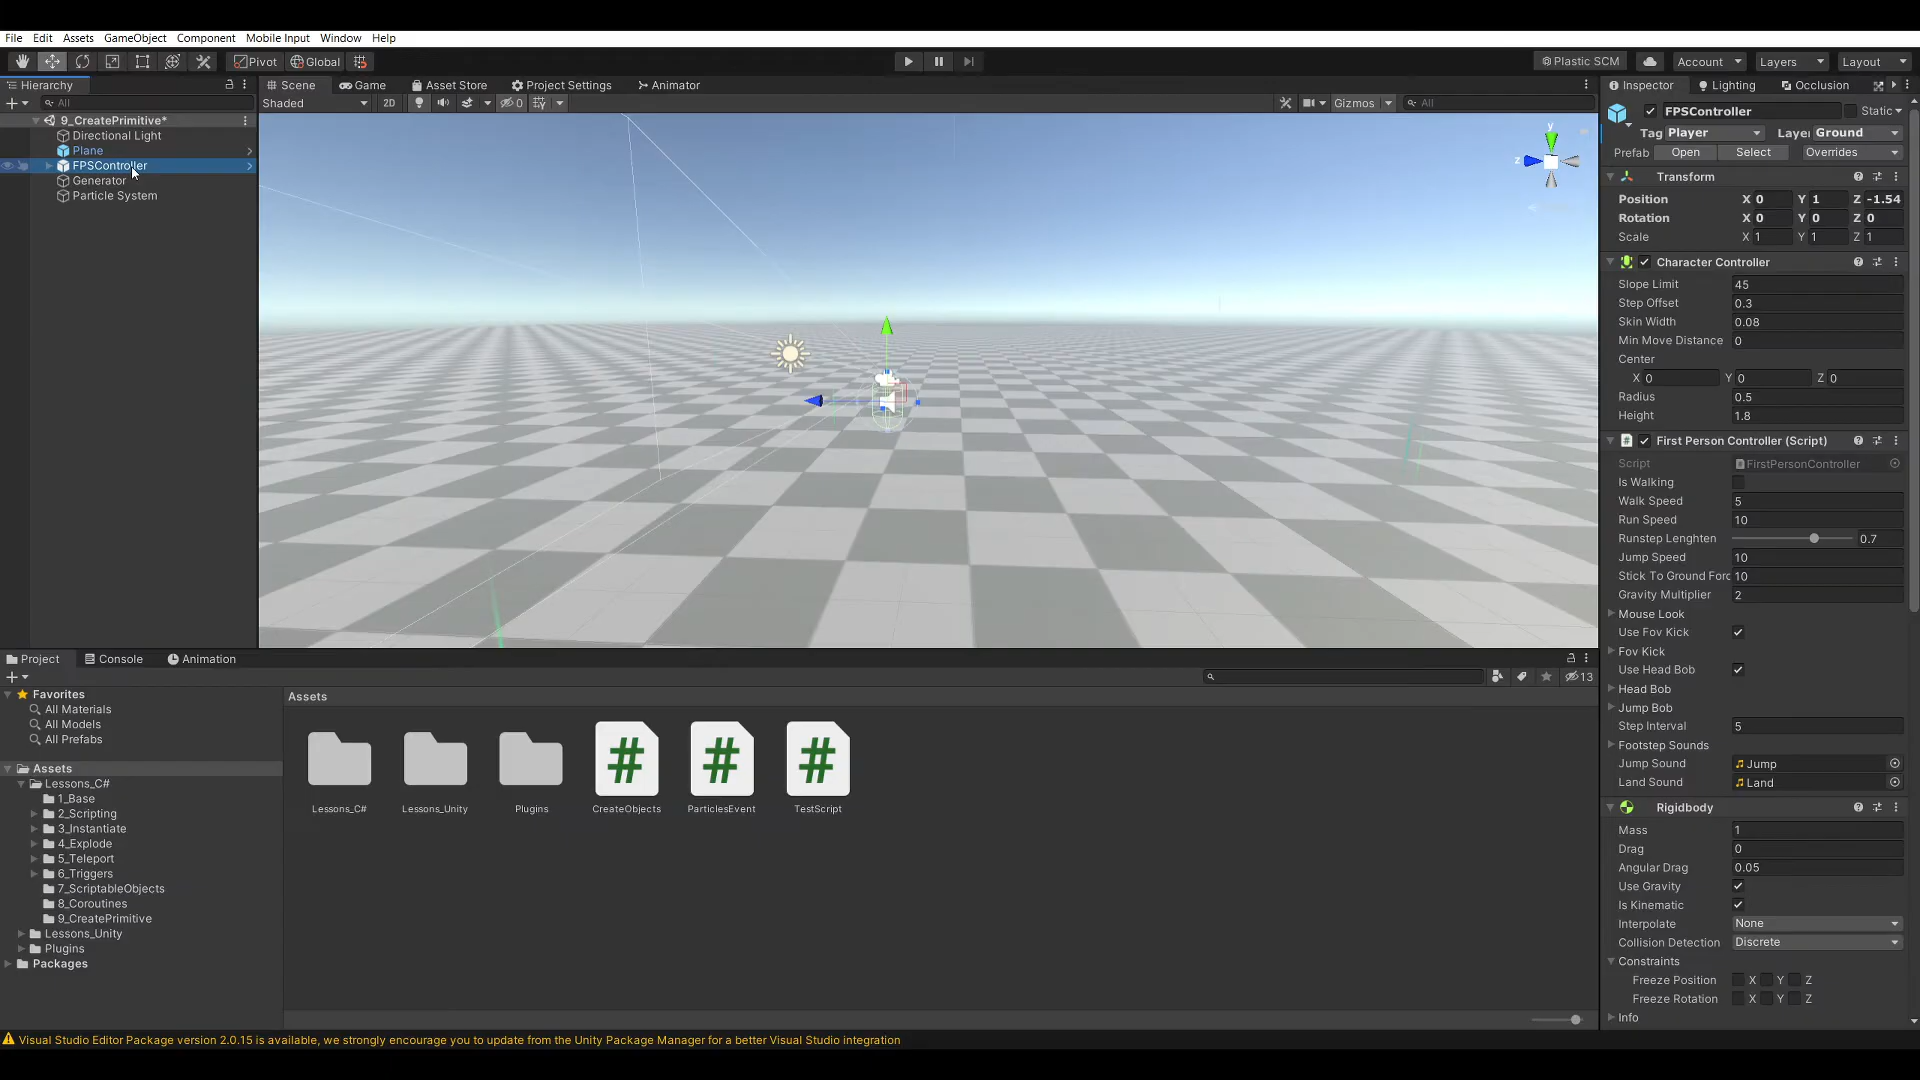 File Edit Assets GameObject Component Mobile Input Window Help
Pivot Global Plastic SCM Account Layers Layout
Hierarchy Scene Game Asset Store Project Settings Animator Inspector Lighting Occlusion
All Shaded 2D 0 Gizmos All
9_CreatePrimitive*
Directional Light
Plane
FPSController
Generator
Particle System
y
z
FPSController Static
Tag Player Laye Ground
Prefab Open Select Overrides
Transform
Position X 0 Y 1 Z -1.54
Rotation X 0 Y 0 Z 0
Scale X 1 Y 1 Z 1
Character Controller
Slope Limit 45
Step Offset 0.3
Skin Width 0.08
Min Move Distance 0
Center
X 0 Y 0 Z 0
Radius 0.5
Height 1.8
# First Person Controller (Script)
Script FirstPersonController
Is Walking
Walk Speed 5
Run Speed 10
Runstep Lenghten 0.7
Jump Speed 10
Stick To Ground Forc 10
Gravity Multiplier 2
Mouse Look
Use Fov Kick
Fov Kick
Use Head Bob
Head Bob
Jump Bob
Step Interval 5
Footstep Sounds
Jump Sound Jump
Land Sound Land
Rigidbody
Mass 1
Drag 0
Angular Drag 0.05
Use Gravity
Is Kinematic
Interpolate None
Collision Detection Discrete
Constraints
Freeze Position X Y Z
Freeze Rotation X Y Z
Info
Project Console Animation
13
Favorites
All Materials
All Models
All Prefabs
Assets
Lessons_C#
1_Base
2_Scripting
3_Instantiate
4_Explode
5_Teleport
6_Triggers
7_ScriptableObjects
8_Coroutines
9_CreatePrimitive
Lessons_Unity
Plugins
Packages
Assets
# # #
Lessons_C# Lessons_Unity Plugins CreateObjects ParticlesEvent TestScript
Visual Studio Editor Package version 2.0.15 is available, we strongly encourage you to update from the Unity Package Manager for a better Visual Studio integration